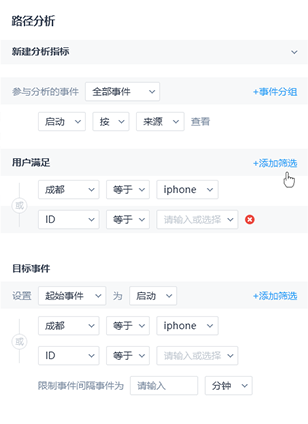 路径分析
新建分析指标
参与分析的事件 全部事件 +事件分组
启动 按 来源 查看
用户满足 +添加筛选
成都 等于 iphone
或
ID 等于 请输入或选择
目标事件
设置 起始事件 为 启动 +添加筛选
成都 等于 iphone
或
ID 等于 请输入或选择
限制事件间隔事件为 请输入 分钟